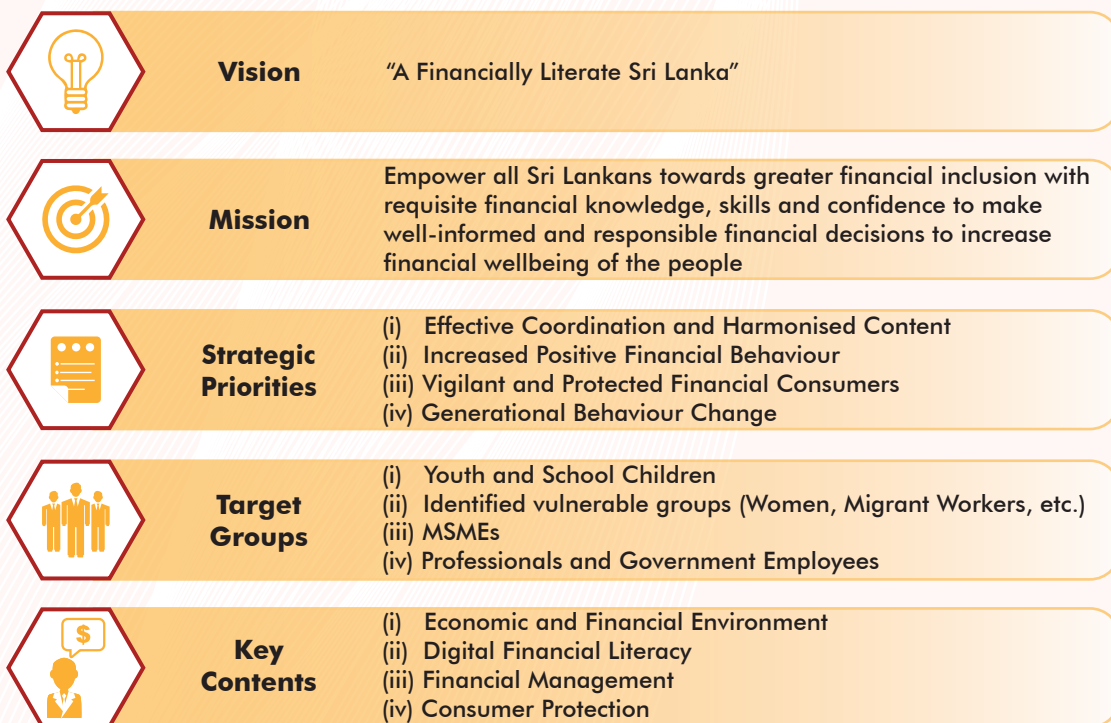 Vision
“A Financially Literate Sri Lanka”
Mission
Empower all Sri Lankans towards greater financial inclusion with
requisite financial knowledge, skills and confidence to make
well-informed and responsible financial decisions to increase
financial wellbeing of the people
Strategic
Priorities
(i) Effective Coordination and Harmonised Content
(ii) Increased Positive Financial Behaviour
(iii) Vigilant and Protected Financial Consumers
(iv) Generational Behaviour Change
Target
Groups
(i) Youth and School Children
(ii) Identified vulnerable groups (Women, Migrant Workers, etc.)
(iii) MSMEs
(iv) Professionals and Government Employees
$
Key
Contents
(i) Economic and Financial Environment
(ii) Digital Financial Literacy
(iii) Financial Management
(iv) Consumer Protection